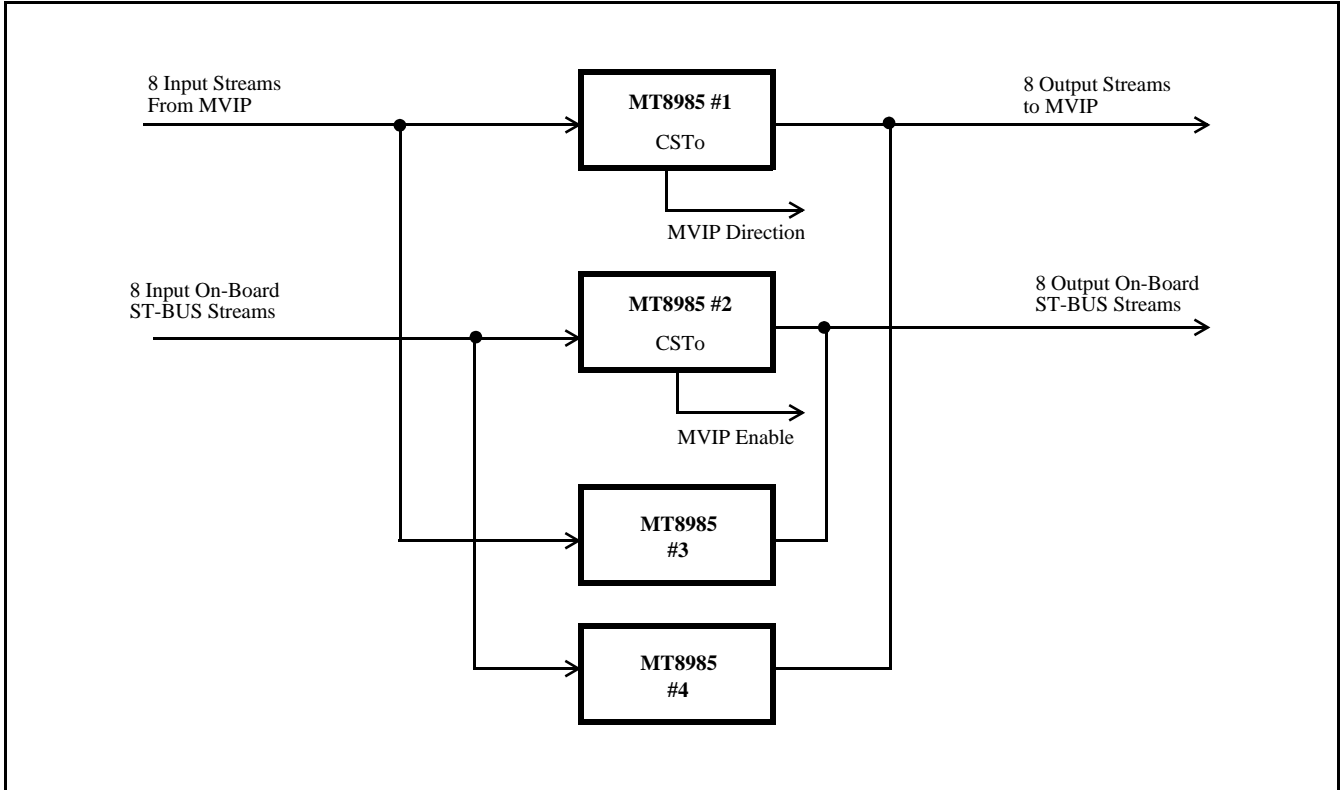 8 Input Streams
From MVIP
MT8985 #1
CSTo
8 Output Streams
to MVIP
MVIP Direction
8 Input On-Board
ST-BUS Streams
MT8985 #2
CSTo
8 Output On-Board
ST-BUS Streams
MVIP Enable
MT8985
#3
MT8985
#4